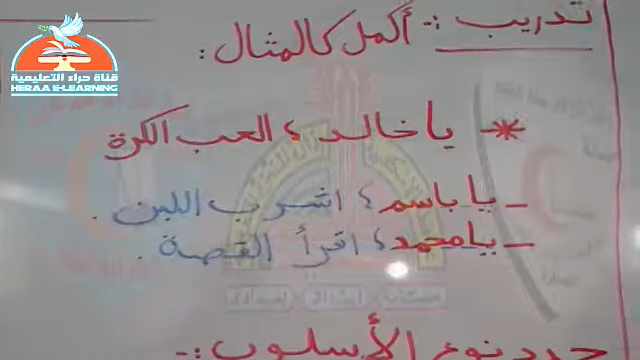 تدريب :- أكمل كالمثال :
قناة حراء التعليمية
HERAA E-LEARNING
* يا خالد ، العب الكرة
- يا باسم ، اشرب اللبن .
- يا محمد ، اقرأ القصة .
حدد نوع الأسلوب :-